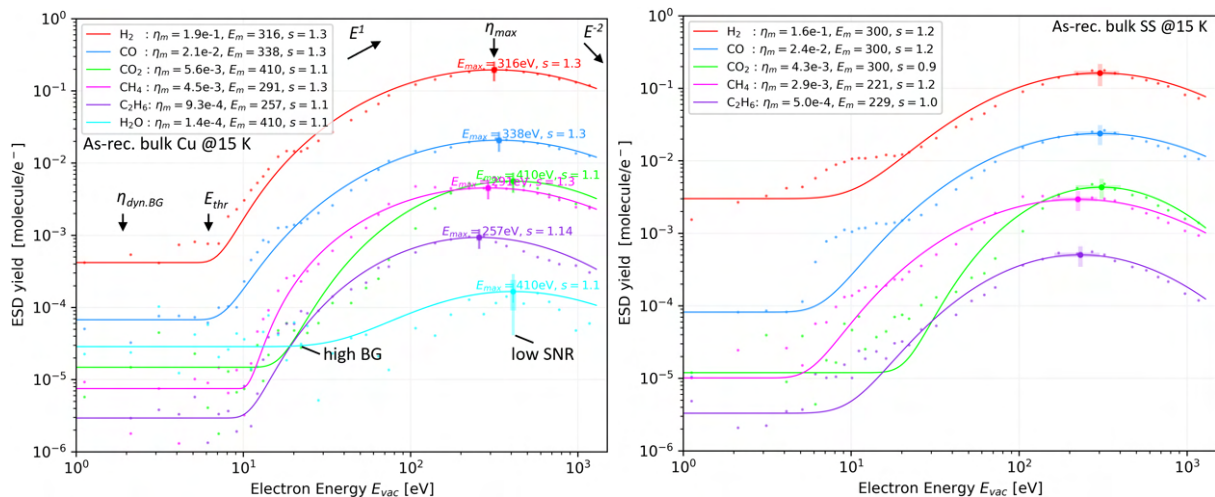 H₂ : ηm = 1.9e-1, Em = 316, s = 1.3
CO : ηm = 2.1e-2, Em = 338, s = 1.3
CO₂ : ηm = 5.6e-3, Em = 410, s = 1.1
CH₄ : ηm = 4.5e-3, Em = 291, s = 1.3
C₂H₆: ηm = 9.3e-4, Em = 257, s = 1.1
H₂O : ηm = 1.4e-4, Em = 410, s = 1.1
As-rec. bulk Cu @15 K
E¹
ηmax
E⁻²
Emax = 316eV, s = 1.3
Emax = 338eV, s = 1.3
Emax = 410eV, s = 1.1
Emax = 291eV, s = 1.3
Emax = 257eV, s = 1.14
Emax = 410eV, s = 1.1
ηdyn.BG
Ethr
high BG
low SNR
ESD yield [molecule/e⁻]
10⁰
10⁻¹
10⁻²
10⁻³
10⁻⁴
10⁻⁵
10⁻⁶
10⁰ 10¹ 10² 10³
Electron Energy Evac [eV]
As-rec. bulk SS @15 K
H₂ : ηm = 1.6e-1, Em = 300, s = 1.2
CO : ηm = 2.4e-2, Em = 300, s = 1.2
CO₂ : ηm = 4.3e-3, Em = 300, s = 0.9
CH₄ : ηm = 2.9e-3, Em = 221, s = 1.2
C₂H₆: ηm = 5.0e-4, Em = 229, s = 1.0
ESD yield [molecule/e⁻]
10⁰
10⁻¹
10⁻²
10⁻³
10⁻⁴
10⁻⁵
10⁻⁶
10⁰ 10¹ 10² 10³
Electron Energy Evac [eV]